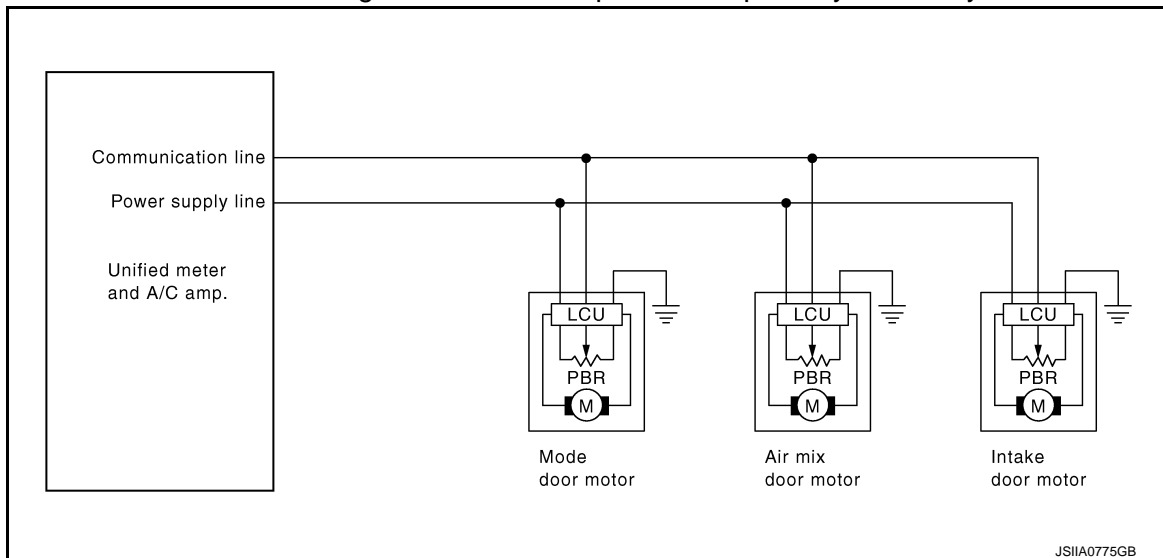 Communication line
Power supply line
Unified meter
and A/C amp.
LCU
PBR
M
LCU
PBR
M
LCU
PBR
M
Mode
door motor
Air mix
door motor
Intake
door motor
JSIIA0775GB